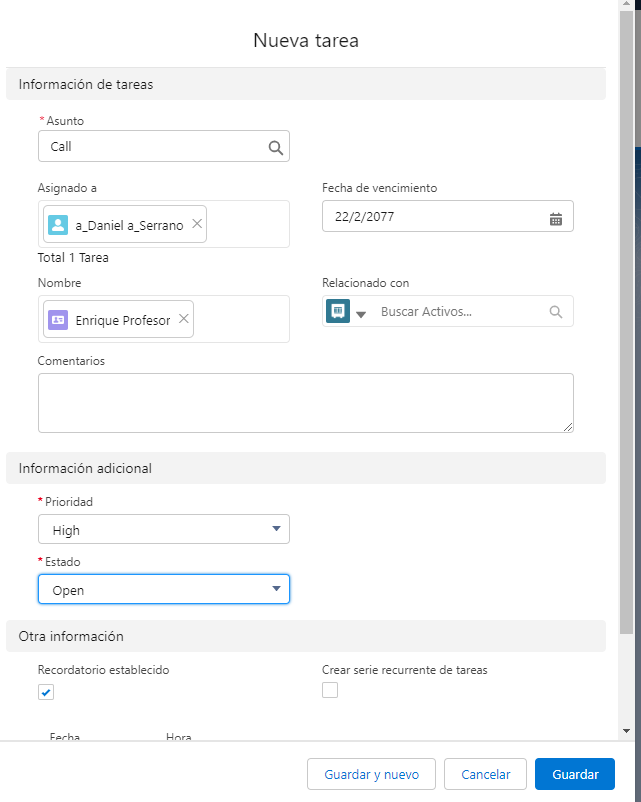 Nueva tarea
Información de tareas
* Asunto
Call
Asignado a
Fecha de vencimiento
a_Daniel a_Serrano
22/2/2077
Total 1 Tarea
Nombre
Relacionado con
Enrique Profesor
Buscar Activos...
Comentarios
Información adicional
* Prioridad
High
* Estado
Open
Otra información
Recordatorio establecido
Crear serie recurrente de tareas
Fecha
Hora
Guardar y nuevo
Cancelar
Guardar